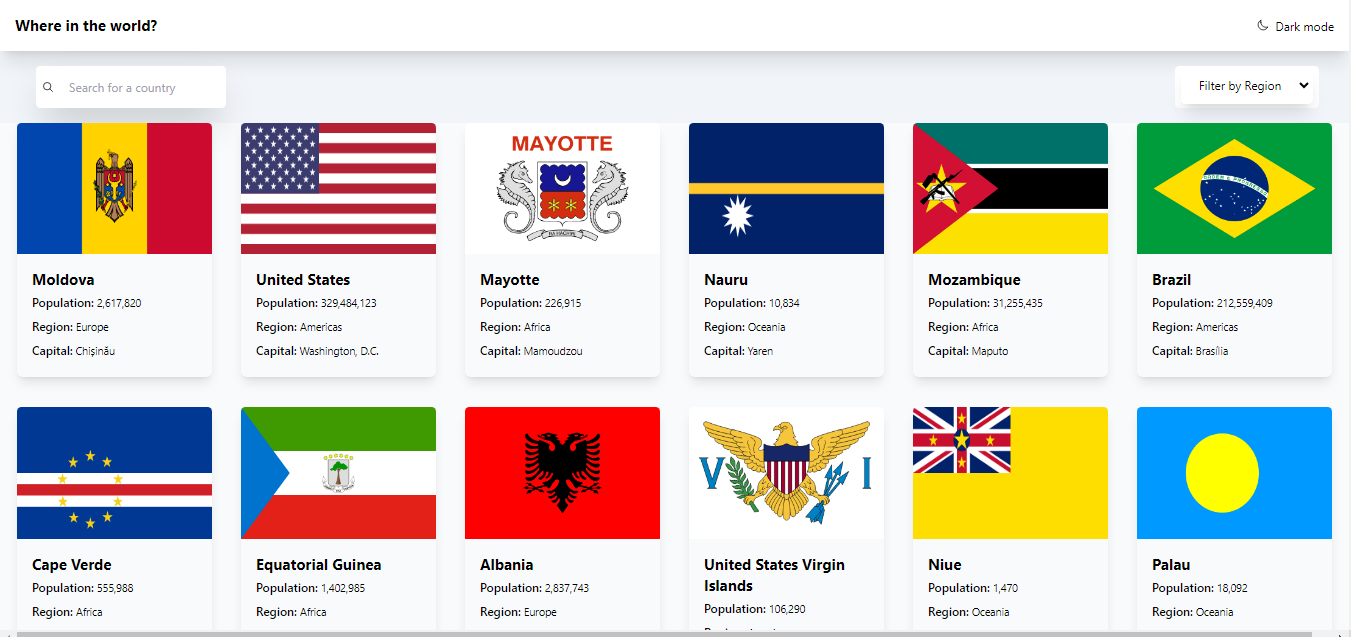 Where in the world?
Dark mode
Search for a country
Filter by Region
MAYOTTE
RA HACHIRI
Moldova
Population: 2,617,820
Region: Europe
Capital: Chișinău
United States
Population: 329,484,123
Region: Americas
Capital: Washington, D.C.
Mayotte
Population: 226,915
Region: Africa
Capital: Mamoudzou
Nauru
Population: 10,834
Region: Oceania
Capital: Yaren
Mozambique
Population: 31,255,435
Region: Africa
Capital: Maputo
Brazil
Population: 212,559,409
Region: Americas
Capital: Brasília
V I
Cape Verde
Population: 555,988
Region: Africa
Equatorial Guinea
Population: 1,402,985
Region: Africa
Albania
Population: 2,837,743
Region: Europe
United States Virgin
Islands
Population: 106,290
Niue
Population: 1,470
Region: Oceania
Palau
Population: 18,092
Region: Oceania